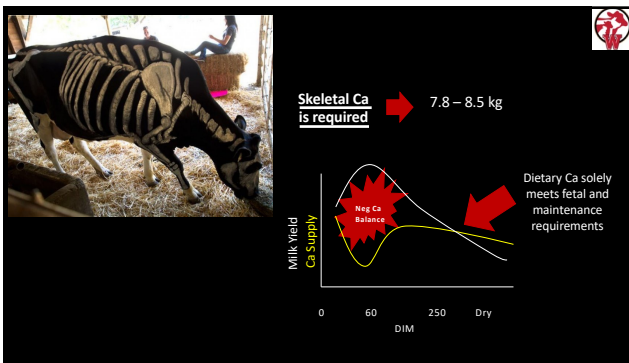 W
Skeletal Ca
is required
7.8 – 8.5 kg
Dietary Ca solely
meets fetal and
maintenance
requirements
Neg Ca
Balance
Milk Yield
Ca Supply
0 60 250 Dry
DIM